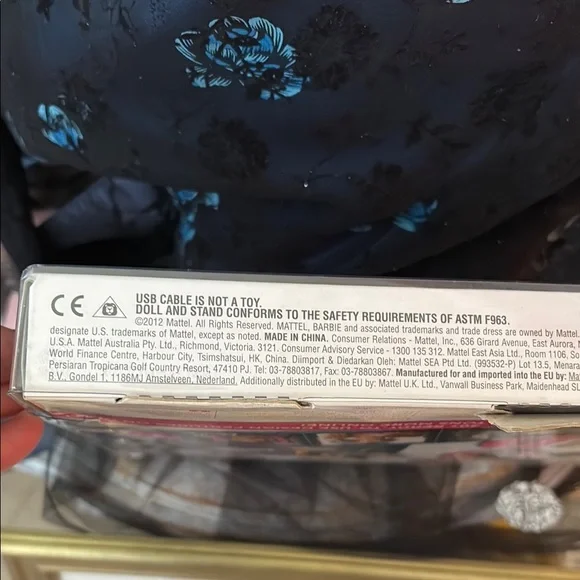 CE
USB CABLE IS NOT A TOY.
DOLL AND STAND CONFORMS TO THE SAFETY REQUIREMENTS OF ASTM F963.
©2012 Mattel. All Rights Reserved. MATTEL, BARBIE and associated trademarks and trade dress are owned by Mattel.
designate U.S. trademarks of Mattel, except as noted. MADE IN CHINA. Consumer Relations - Mattel, Inc., 636 Girard Avenue, East Aurora,
U.S.A. Mattel Australia Pty. Ltd., Richmond, Victoria. 3121. Consumer Advisory Service - 1300 135 312. Mattel East Asia Ltd., Room 1106, So
World Finance Centre, Harbour City, Tsimshatsui, HK, China. Diimport & Diedarkan Oleh: Mattel SEA Ptd Ltd. (993532-P) Lot 13.5, Menara
Persiaran Tropicana Golf Country Resort, 47410 PJ. Tel: 03-78803817, Fax: 03-78803867. Manufactured for and imported into the EU by: Ma
B.V., Gondel 1, 1186MJ Amstelveen, Nederland. Additionally distributed in the EU by: Mattel U.K. Ltd., Vanwall Business Park, Maidenhead SL